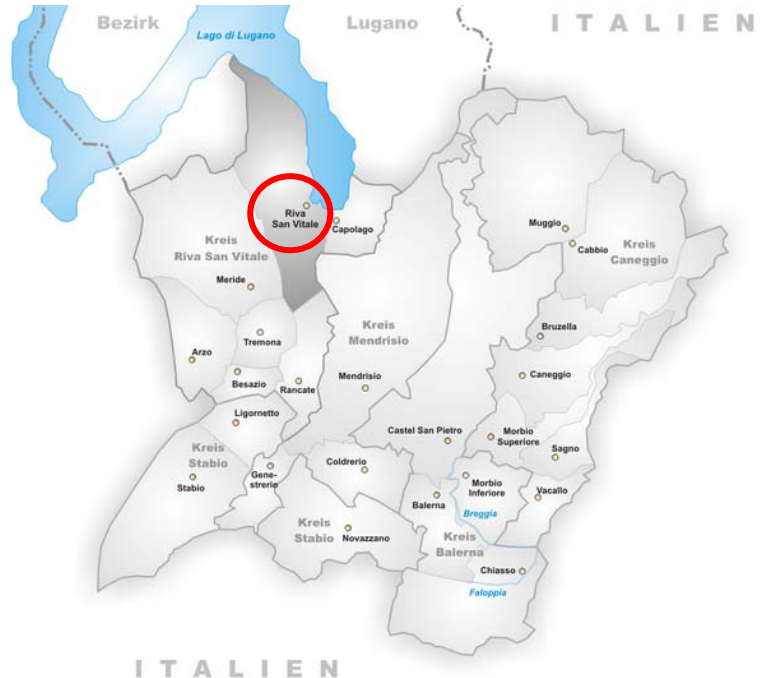 Bezirk
Lugano
ITALIEN
Lago di Lugano
Riva
San Vitale
Capolago
Muggio
Cabbio
Kreis
Caneggio
Kreis
Riva San Vitale
Meride
Bruzella
Kreis
Mendrisio
Tremona
Arzo
Besazio
Rancate
Mendrisio
Caneggio
Ligornetto
Castel San Pietro
Morbio
Superiore
Sagno
Kreis
Stabio
Gene-
strerio
Coldrerio
Stabio
Morbio
Inferiore
Vacallo
Balerna
Breggia
Kreis
Stabio
Novazzano
Kreis
Balerna
Chiasso
Faloppia
ITALIEN